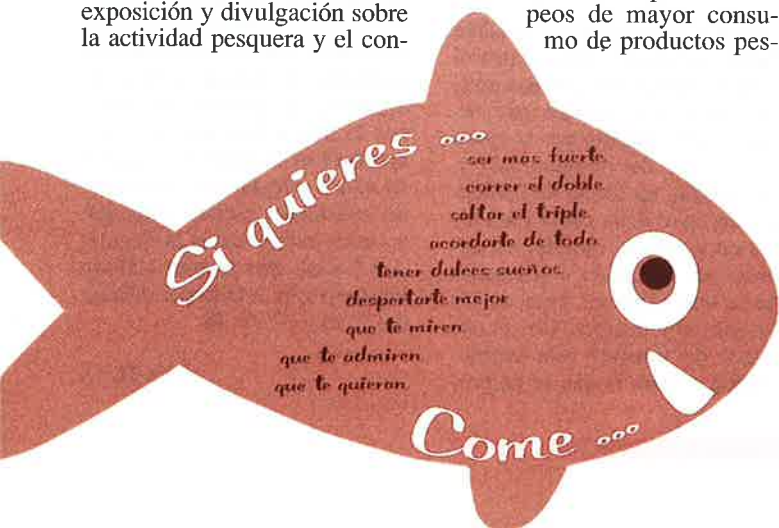 exposición y divulgación sobre
la actividad pesquera y el con-
peos de mayor consu-
mo de productos pes-
Si quieres ...
ser más fuerte,
correr el doble,
saltar el triple,
acordarte de todo,
tener dulces sueños,
despertarte mejor,
que te miren,
que te admiren,
que te quieran,
Come ...